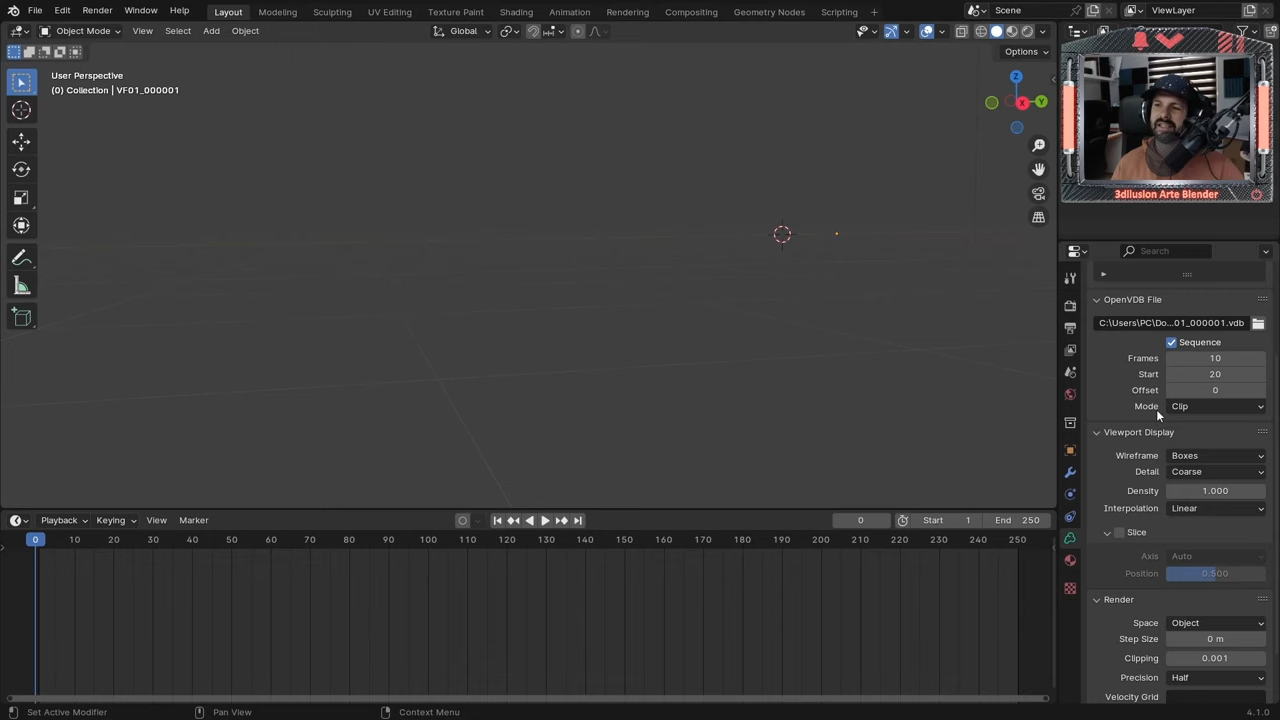 File Edit Render Window Help Layout Modeling Sculpting UV Editing Texture Paint Shading Animation Rendering Compositing Geometry Nodes Scripting + Scene ViewLayer
Object Mode View Select Add Object Global
Options
User Perspective
(0) Collection | VF01_000001
Z
X
Y
3dilusion Arte Blender
Search
OpenVDB File
C:\Users\PC\Do...01_000001.vdb
Sequence
Frames 10
Start 20
Offset 0
Mode Clip
Viewport Display
Wireframe Boxes
Detail Coarse
Density 1.000
Interpolation Linear
Slice
Axis Auto
Position 0.500
Render
Space Object
Step Size 0 m
Clipping 0.001
Precision Half
Velocity Grid
Playback Keying View Marker 0 Start 1 End 250
0 10 20 30 40 50 60 70 80 90 100 110 120 130 140 150 160 170 180 190 200 210 220 230 240 250
Set Active Modifier Pan View Context Menu 4.1.0